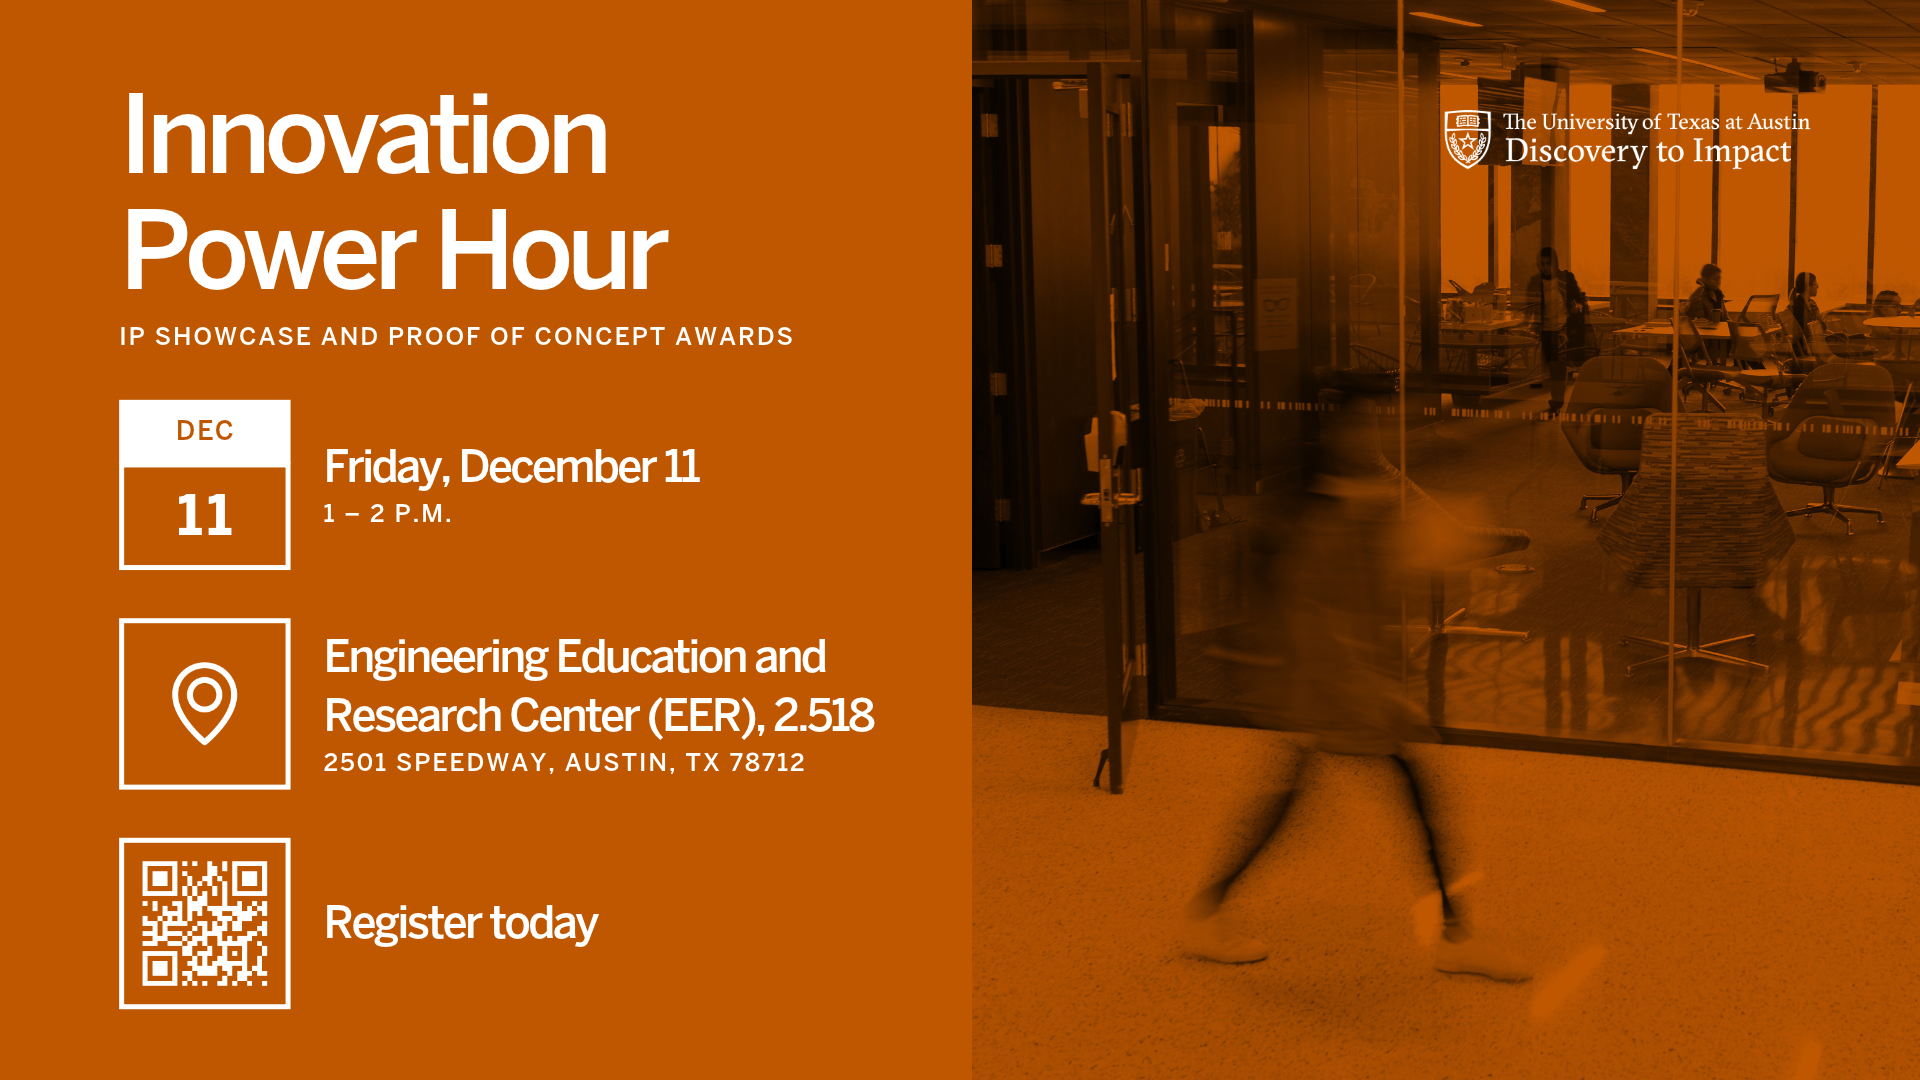 Innovation
Power Hour
IP SHOWCASE AND PROOF OF CONCEPT AWARDS
DEC
11
Friday, December 11
1 – 2 P.M.
Engineering Education and
Research Center (EER), 2.518
2501 SPEEDWAY, AUSTIN, TX 78712
Register today
The University of Texas at Austin
Discovery to Impact